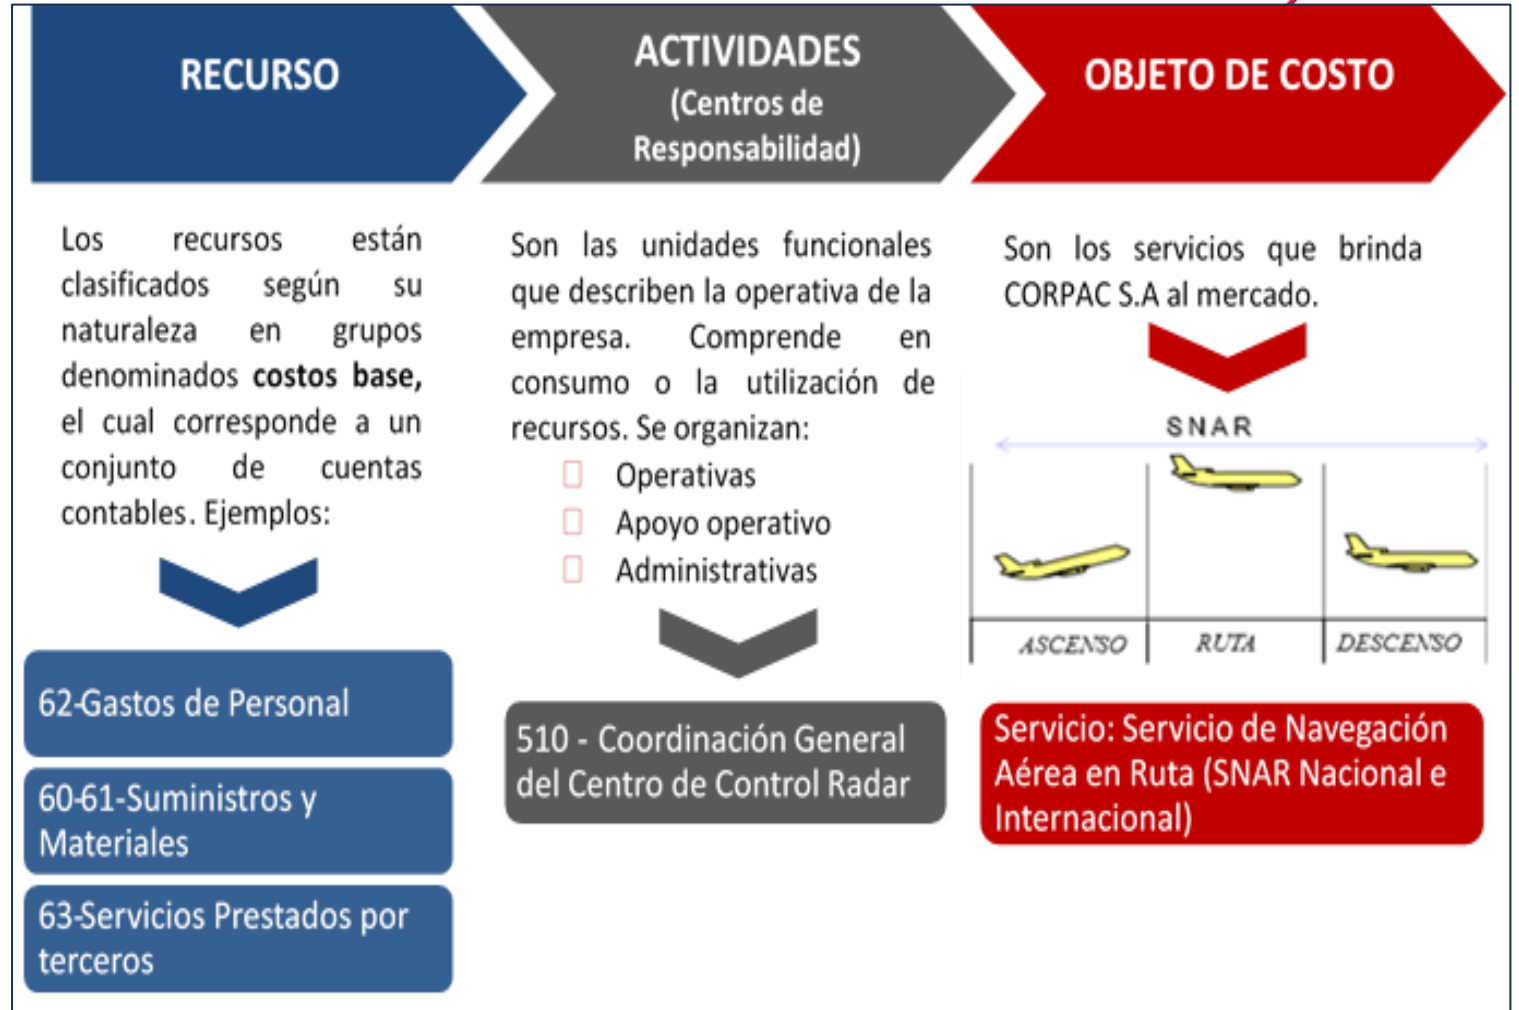 RECURSO
Los recursos están
clasificados según su
naturaleza en grupos
denominados costos base,
el cual corresponde a un
conjunto de cuentas
contables. Ejemplos:
62-Gastos de Personal
60-61-Suministros y
Materiales
63-Servicios Prestados por
terceros
ACTIVIDADES
(Centros de
Responsabilidad)
Son las unidades funcionales
que describen la operativa de la
empresa. Comprende en
consumo o la utilización de
recursos. Se organizan:
Operativas
Apoyo operativo
Administrativas
510 - Coordinación General
del Centro de Control Radar
OBJETO DE COSTO
Son los servicios que brinda
CORPAC S.A al mercado.
SNAR
ASCENSO
RUTA
DESCENSO
Servicio: Servicio de Navegación
Aérea en Ruta (SNAR Nacional e
Internacional)